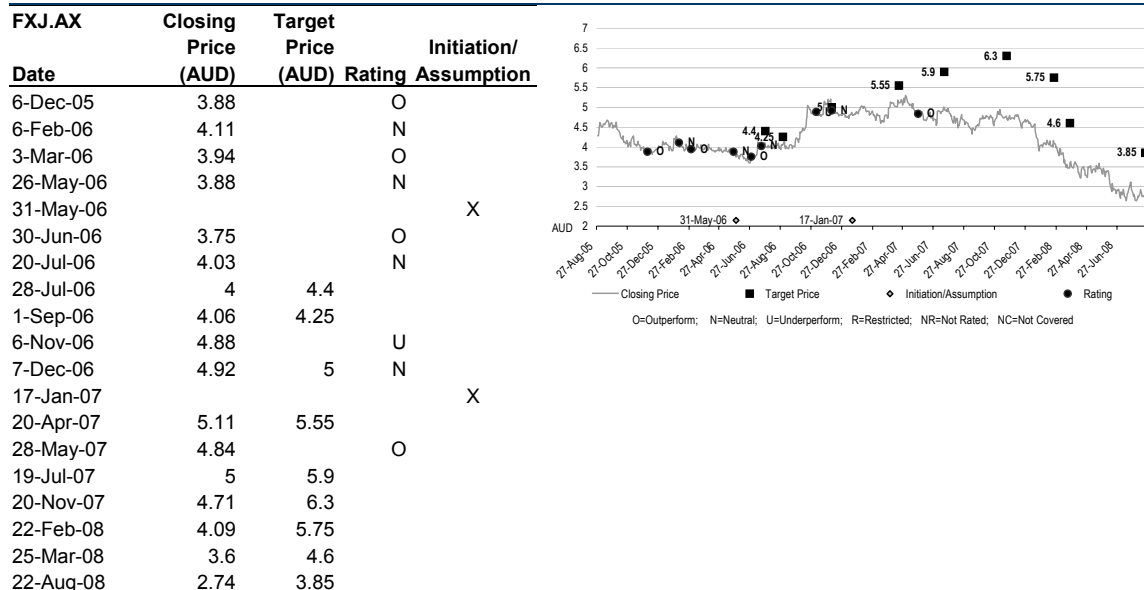 FXJ.AX Closing Target
Price Price Initiation/
Date (AUD) (AUD) Rating Assumption
6-Dec-05 3.88 O
6-Feb-06 4.11 N
3-Mar-06 3.94 O
26-May-06 3.88 N
31-May-06 X
30-Jun-06 3.75 O
20-Jul-06 4.03 N
28-Jul-06 4 4.4
1-Sep-06 4.06 4.25
6-Nov-06 4.88 U
7-Dec-06 4.92 5 N
17-Jan-07 X
20-Apr-07 5.11 5.55
28-May-07 4.84 O
19-Jul-07 5 5.9
20-Nov-07 4.71 6.3
22-Feb-08 4.09 5.75
25-Mar-08 3.6 4.6
22-Aug-08 2.74 3.85
7
6.5
6
5.5
5
4.5
4
3.5
3
2.5
AUD 2
O N O N O N 4.4 4.25 U 5 N 5.55 O 5.9 6.3 5.75 4.6 3.85
31-May-06 17-Jan-07
27-Aug-05 27-Oct-05 27-Dec-05 27-Feb-06 27-Apr-06 27-Jun-06 27-Aug-06 27-Oct-06 27-Dec-06 27-Feb-07 27-Apr-07 27-Jun-07 27-Aug-07 27-Oct-07 27-Dec-07 27-Feb-08 27-Apr-08 27-Jun-08
Closing Price Target Price Initiation/Assumption Rating
O=Outperform; N=Neutral; U=Underperform; R=Restricted; NR=Not Rated; NC=Not Covered